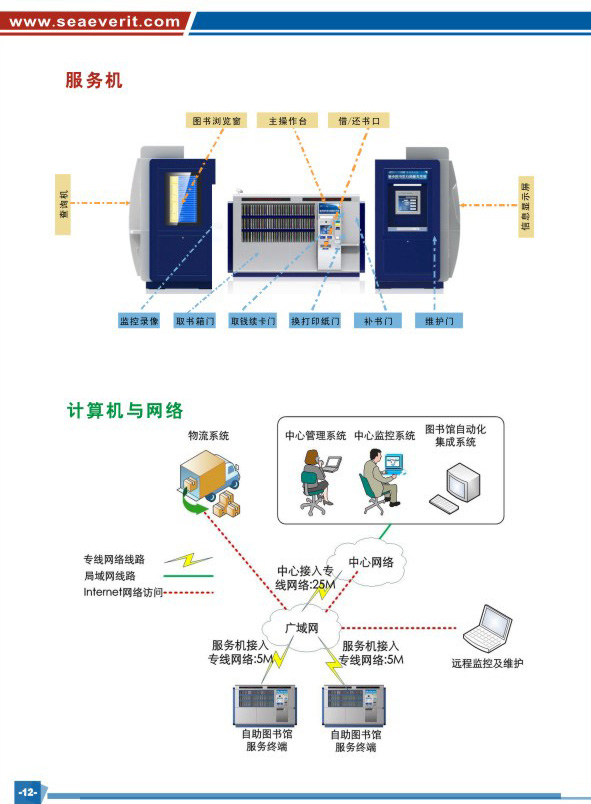 www.seaeverit.com
服务机
图书浏览窗
主操作台
借/还书口
查询机
信息显示屏
监控录像
取书箱门
取钱续卡门
换打印纸门
补书门
维护门
计算机与网络
物流系统
中心管理系统
中心监控系统
图书馆自动化
集成系统
专线网络线路
局域网线路
Internet网络访问
中心网络
中心接入专
线网络:25M
广域网
服务机接入
专线网络:5M
服务机接入
专线网络:5M
远程监控及维护
自助图书馆
服务终端
自助图书馆
服务终端
-12-